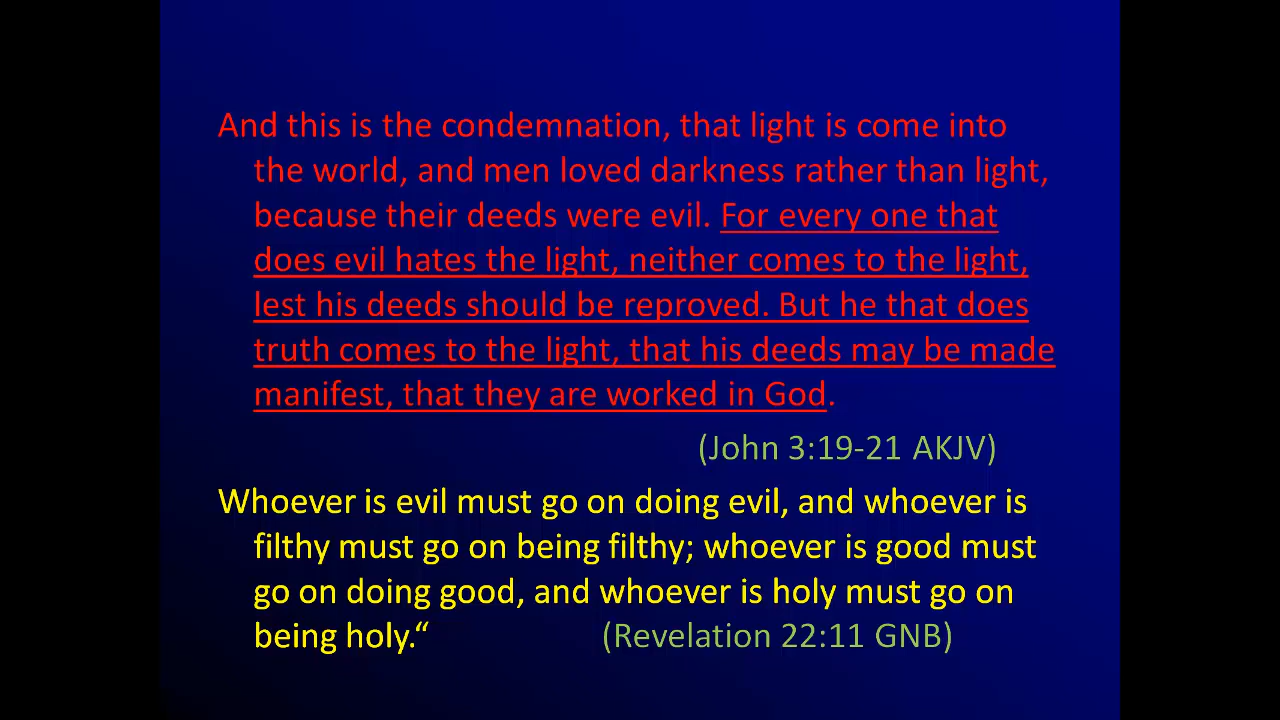 And this is the condemnation, that light is come into
the world, and men loved darkness rather than light,
because their deeds were evil. For every one that
does evil hates the light, neither comes to the light,
lest his deeds should be reproved. But he that does
truth comes to the light, that his deeds may be made
manifest, that they are worked in God.
(John 3:19-21 AKJV)
Whoever is evil must go on doing evil, and whoever is
filthy must go on being filthy; whoever is good must
go on doing good, and whoever is holy must go on
being holy.“ (Revelation 22:11 GNB)